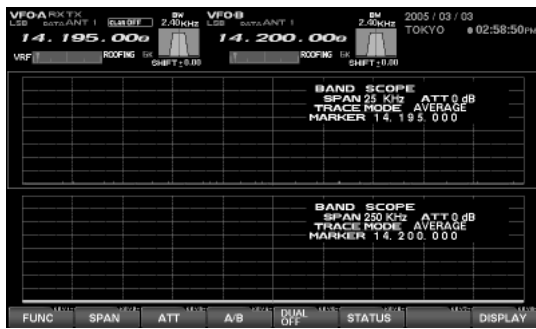 VFO-A RX TX
LSB DATA ANT 1 CLAR OFF
BW 2.40KHz
14. 195. 000
VRF ROOFING 6K SHIFT±0.00
VFO-B
LSB DATA ANT 1
BW 2.40KHz
14. 200. 000
ROOFING 6K SHIFT±0.00
2005 / 03 / 03
TOKYO 02:58:50PM
BAND SCOPE
SPAN 25 KHz ATT 0 dB
TRACE MODE AVERAGE
MARKER 14. 195. 000
BAND SCOPE
SPAN 250 KHz ATT 0 dB
TRACE MODE AVERAGE
MARKER 14. 200. 000
FUNC SPAN ATT A/B DUAL OFF STATUS DISPLAY